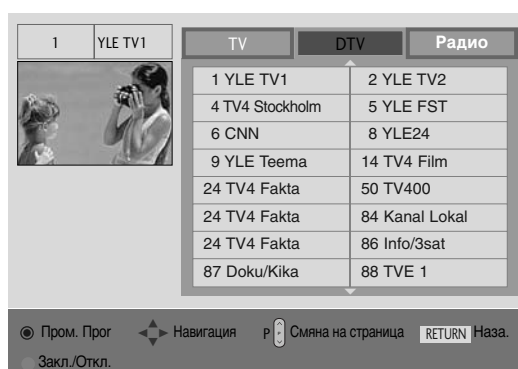 1 YLE TV1
TV DTV Радио
1 YLE TV1 2 YLE TV2
4 TV4 Stockholm 5 YLE FST
6 CNN 8 YLE24
9 YLE Teema 14 TV4 Film
24 TV4 Fakta 50 TV400
24 TV4 Fakta 84 Kanal Lokal
24 TV4 Fakta 86 Info/3sat
87 Doku/Kika 88 TVE 1
Пром. Прог Навигация P Смяна на страница RETURN Наза.
Закл./Откл.